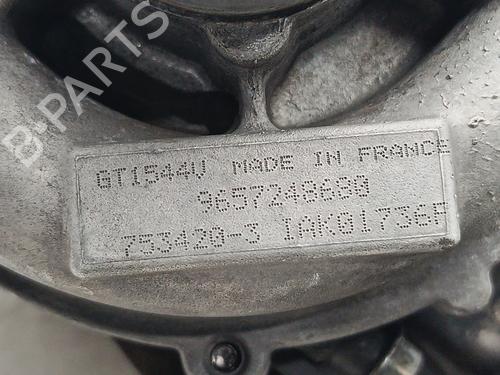 B-PARTS
GT1544V MADE IN FRANCE
9657248680
753420-3 IAK01736F